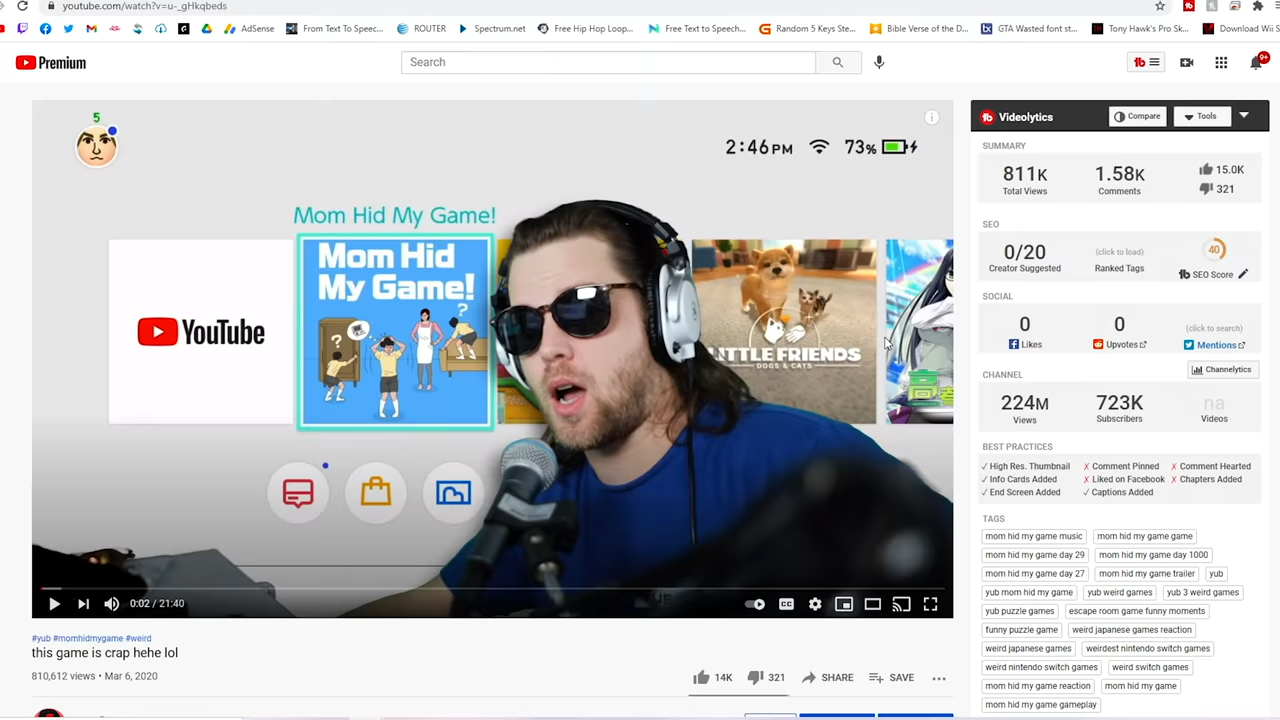 youtube.com/watch?v=u-_gHkqbeds
AdSense
From Text To Speec...
ROUTER
Spectrum.net
Free Hip Hop Loop...
Free Text to Speech...
Random 5 Keys Ste...
Bible Verse of the D...
GTA Wasted font st...
Tony Hawk's Pro Sk...
Download Wii S
Premium
Search
9+
5
2:46 PM 73%
Mom Hid My Game!
YouTube
Mom Hid
My Game!
LITTLE FRIENDS
DOGS & CATS
0:02 / 21:40
#yub #momhidmygame #weird
this game is crap hehe lol
810,612 views • Mar 6, 2020
14K
321
SHARE
SAVE
Videolytics
Compare
Tools
SUMMARY
811K
Total Views
1.58K
Comments
15.0K
321
SEO
0/20
Creator Suggested
(click to load)
Ranked Tags
40
SEO Score
SOCIAL
0
Likes
0
Upvotes
(click to search)
Mentions
CHANNEL
Channelytics
224M
Views
723K
Subscribers
na
Videos
BEST PRACTICES
✓ High Res. Thumbnail ✗ Comment Pinned ✗ Comment Hearted
✓ Info Cards Added ✗ Liked on Facebook ✗ Chapters Added
✓ End Screen Added ✓ Captions Added
TAGS
mom hid my game music mom hid my game game
mom hid my game day 29 mom hid my game day 1000
mom hid my game day 27 mom hid my game trailer yub
yub mom hid my game yub weird games yub 3 weird games
yub puzzle games escape room game funny moments
funny puzzle game weird japanese games reaction
weird japanese games weirdest nintendo switch games
weird nintendo switch games weird switch games
mom hid my game reaction mom hid my game
mom hid my game gameplay